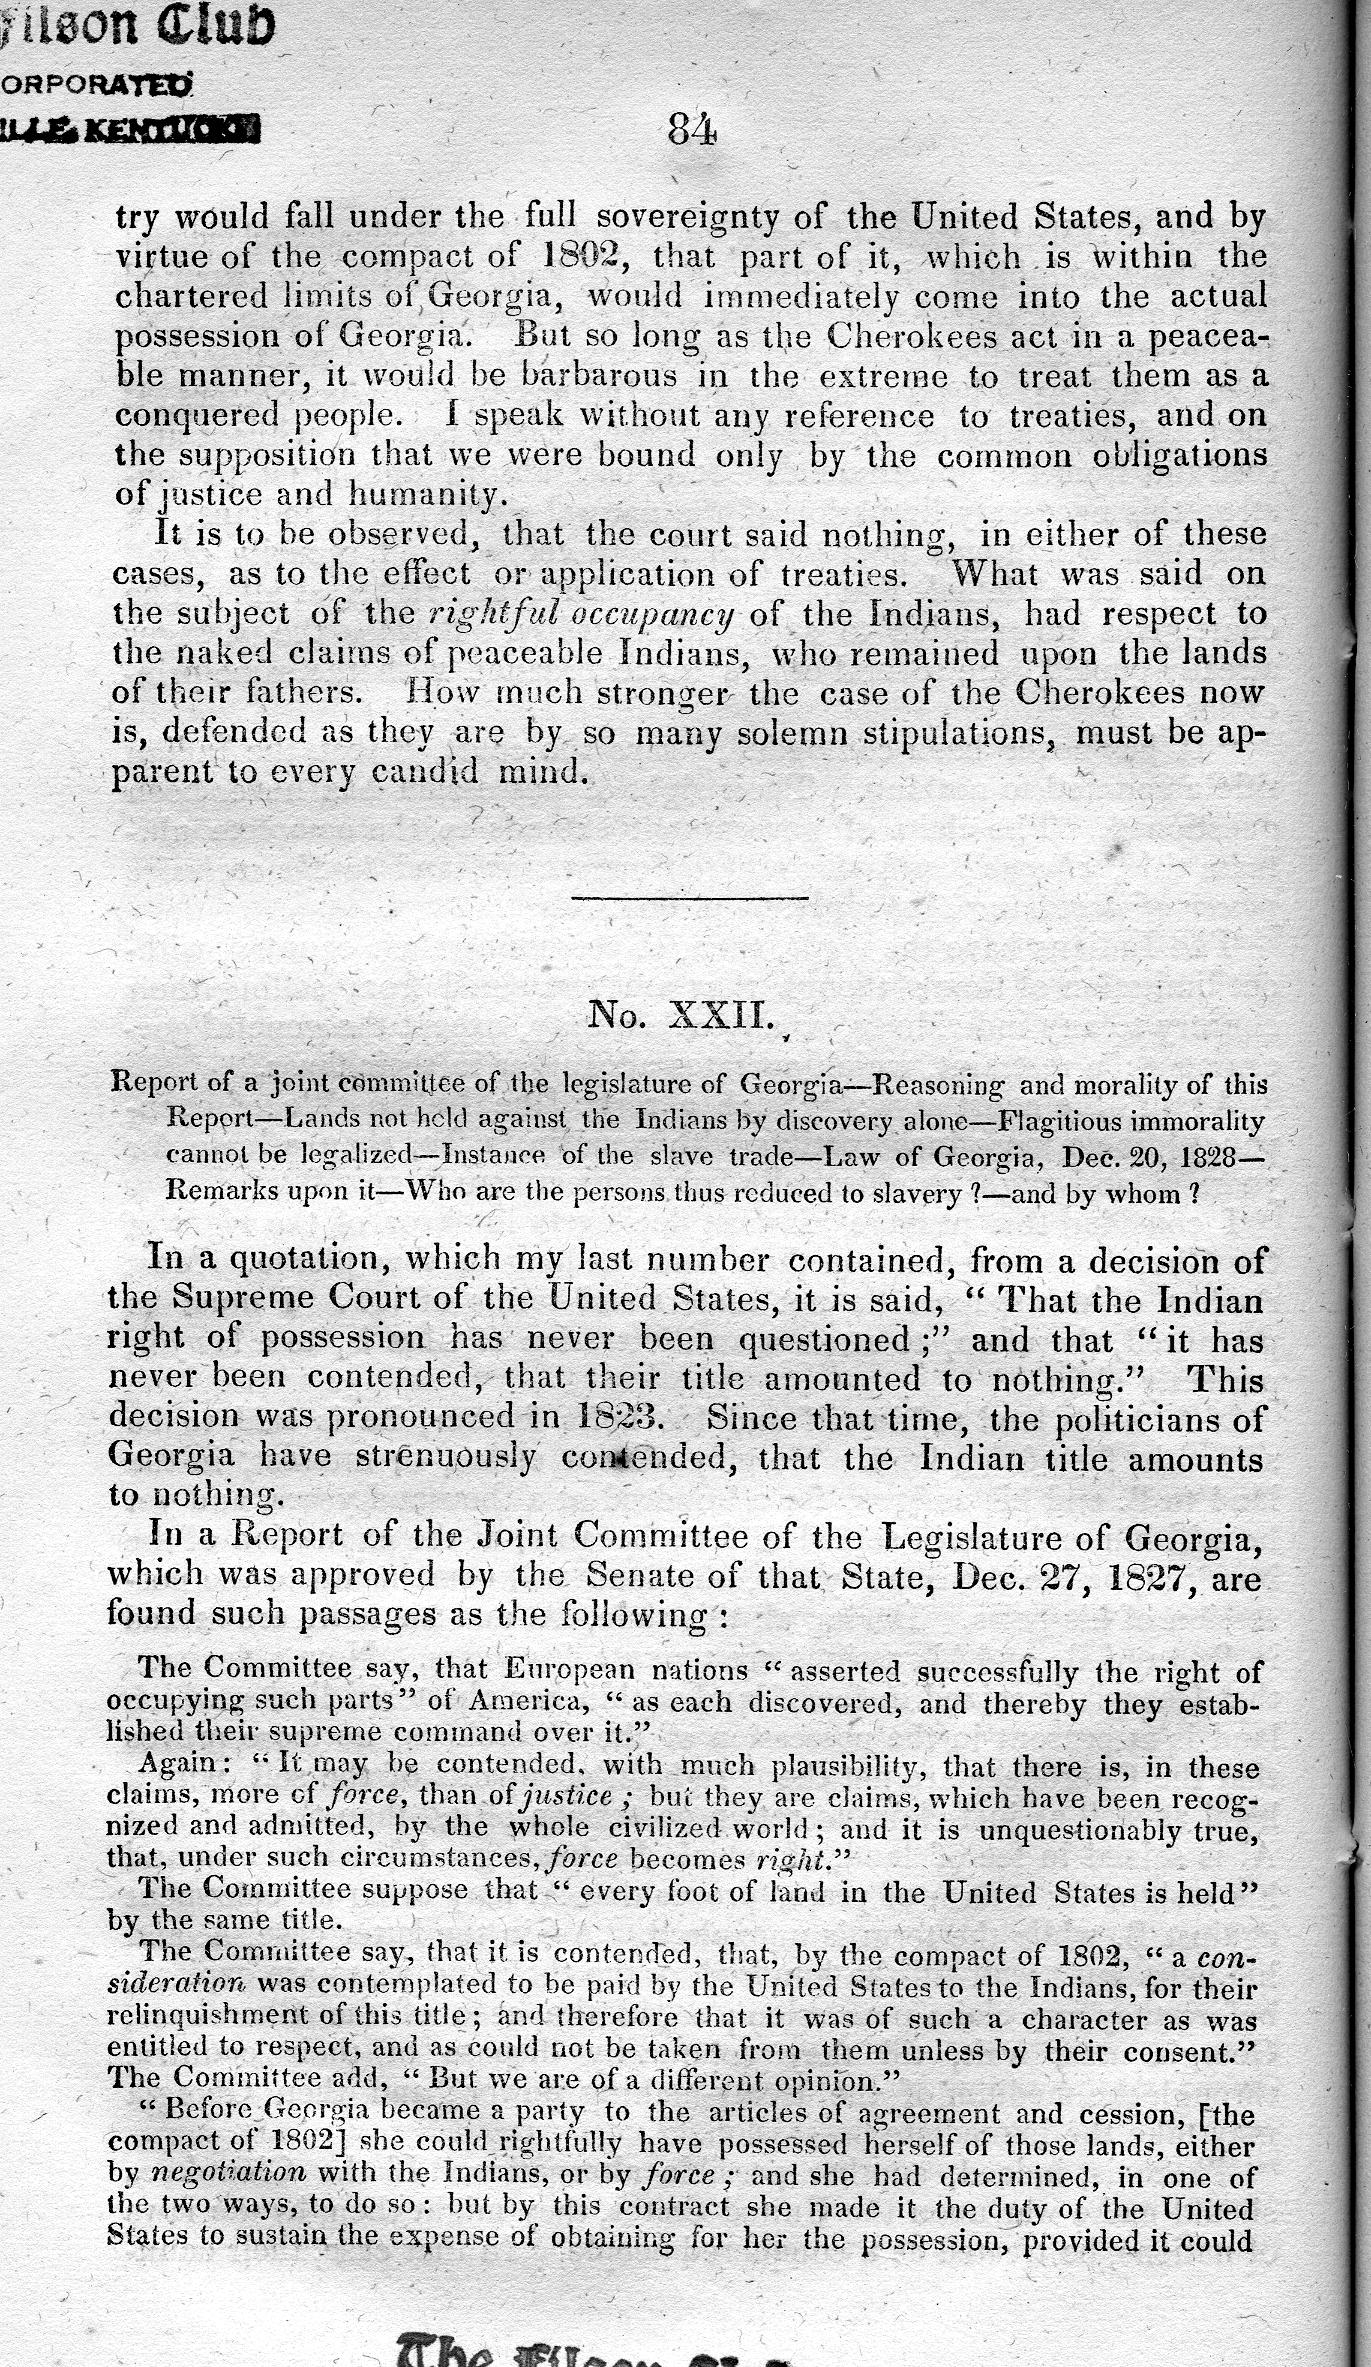 Filson Club
ORPORATED
ILLE, KENTUCKY
84
try would fall under the full sovereignty of the United States, and by
virtue of the compact of 1802, that part of it, which is within the
chartered limits of Georgia, would immediately come into the actual
possession of Georgia. But so long as the Cherokees act in a peacea-
ble manner, it would be barbarous in the extreme to treat them as a
conquered people. I speak without any reference to treaties, and on
the supposition that we were bound only by the common obligations
of justice and humanity.
It is to be observed, that the court said nothing, in either of these
cases, as to the effect or application of treaties. What was said on
the subject of the rightful occupancy of the Indians, had respect to
the naked claims of peaceable Indians, who remained upon the lands
of their fathers. How much stronger the case of the Cherokees now
is, defended as they are by so many solemn stipulations, must be ap-
parent to every candid mind.
No. XXII.
Report of a joint committee of the legislature of Georgia—Reasoning and morality of this
Report—Lands not held against the Indians by discovery alone—Flagitious immorality
cannot be legalized—Instance of the slave trade—Law of Georgia, Dec. 20, 1828—
Remarks upon it—Who are the persons thus reduced to slavery ?—and by whom ?
In a quotation, which my last number contained, from a decision of
the Supreme Court of the United States, it is said, “ That the Indian
right of possession has never been questioned ;” and that “ it has
never been contended, that their title amounted to nothing.” This
decision was pronounced in 1823. Since that time, the politicians of
Georgia have strenuously contended, that the Indian title amounts
to nothing.
In a Report of the Joint Committee of the Legislature of Georgia,
which was approved by the Senate of that State, Dec. 27, 1827, are
found such passages as the following :
The Committee say, that European nations “ asserted successfully the right of
occupying such parts” of America, “ as each discovered, and thereby they estab-
lished their supreme command over it.”
Again : “ It may be contended, with much plausibility, that there is, in these
claims, more of force, than of justice ; but they are claims, which have been recog-
nized and admitted, by the whole civilized world ; and it is unquestionably true,
that, under such circumstances, force becomes right.”
The Committee suppose that “ every foot of land in the United States is held”
by the same title.
The Committee say, that it is contended, that, by the compact of 1802, “ a con-
sideration was contemplated to be paid by the United States to the Indians, for their
relinquishment of this title ; and therefore that it was of such a character as was
entitled to respect, and as could not be taken from them unless by their consent.”
The Committee add, “ But we are of a different opinion.”
“ Before Georgia became a party to the articles of agreement and cession, [the
compact of 1802] she could rightfully have possessed herself of those lands, either
by negotiation with the Indians, or by force ; and she had determined, in one of
the two ways, to do so : but by this contract she made it the duty of the United
States to sustain the expense of obtaining for her the possession, provided it could
The Filson Club